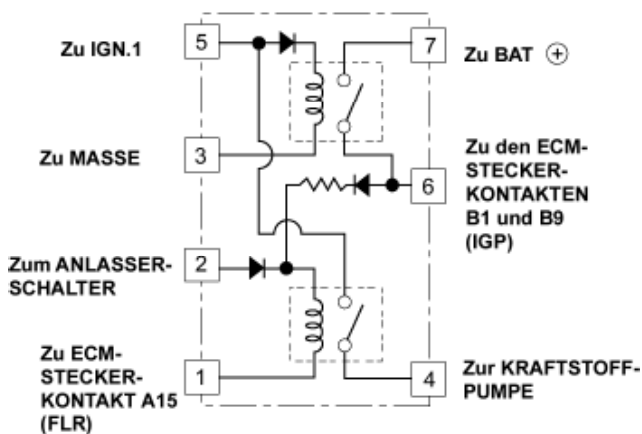 Zu IGN.1
5
7
Zu BAT ⊕
Zu MASSE
3
6
Zu den ECM-
STECKER-
KONTAKTEN
B1 und B9
(IGP)
Zum ANLASSER-
SCHALTER
2
Zu ECM-
STECKER-
KONTAKT A15
(FLR)
1
4
Zur KRAFTSTOFF-
PUMPE